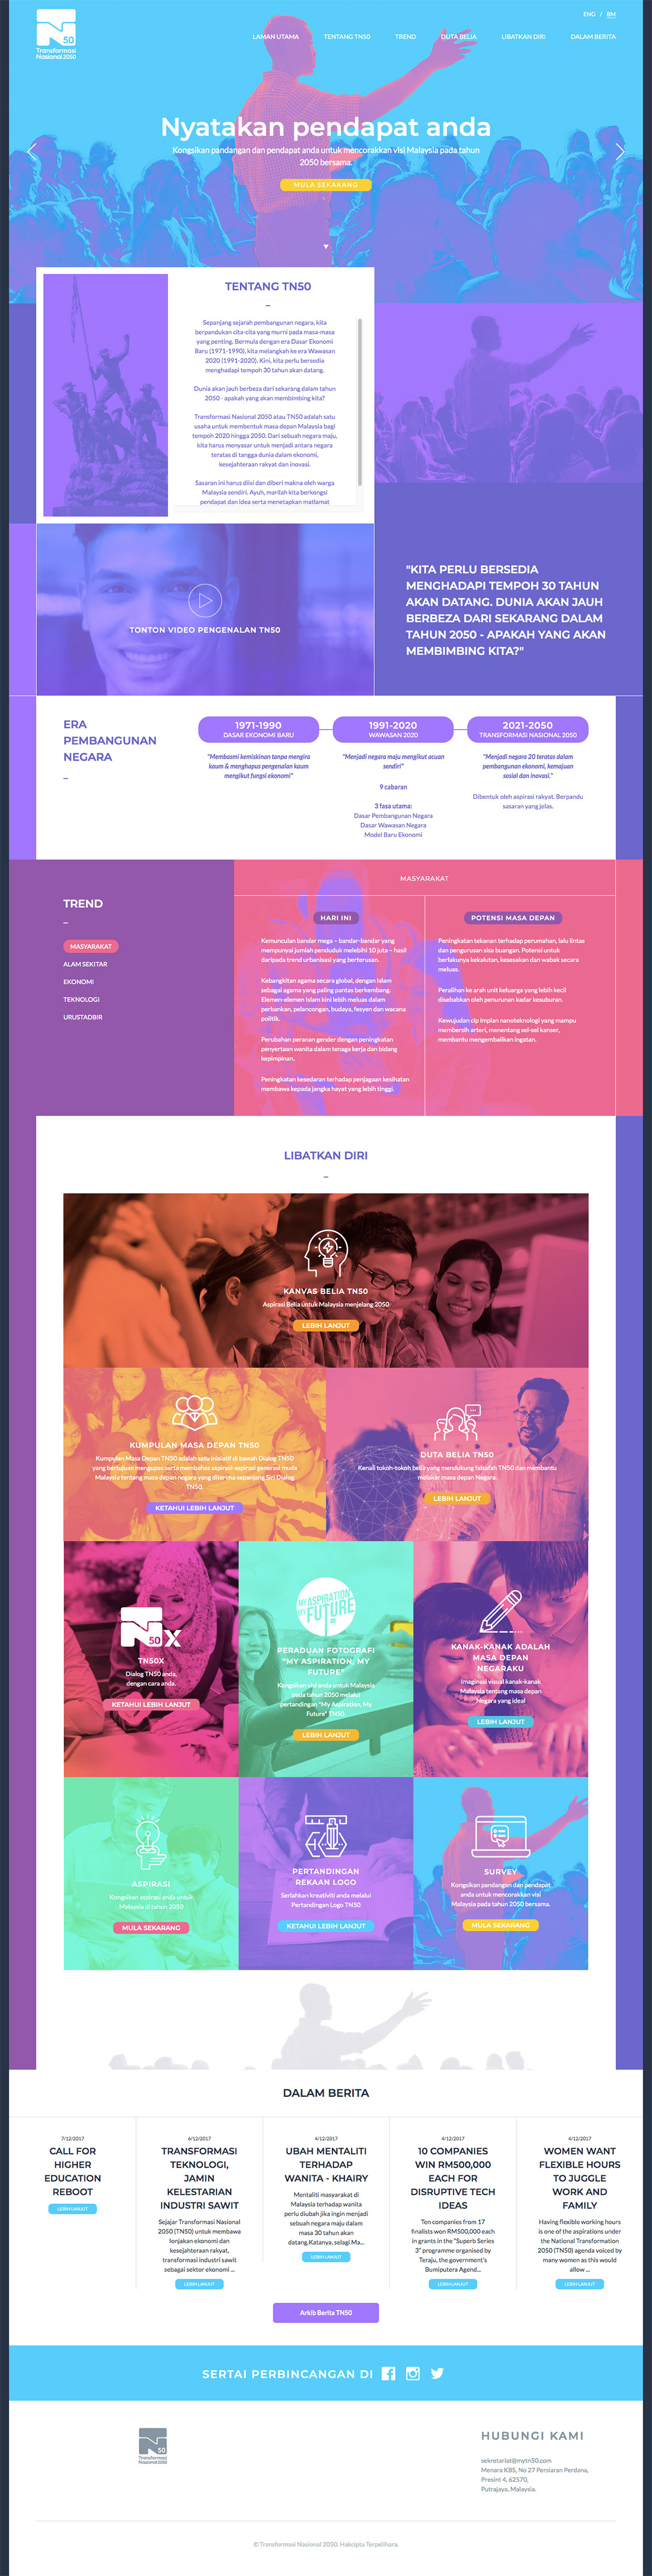 ENG / BM
50
Transformasi
Nasional 2050
LAMAN UTAMA
TENTANG TN50
TREND
DUTA BELIA
LIBATKAN DIRI
DALAM BERITA
Nyatakan pendapat anda
Kongsikan pandangan dan pendapat anda untuk mencorakkan visi Malaysia pada tahun
2050 bersama.
MULA SEKARANG
TENTANG TN50
Sepanjang sejarah pembangunan negara, kita
berpandukan cita-cita yang murni pada masa-masa
yang penting. Bermula dengan era Dasar Ekonomi
Baru (1971-1990), kita melangkah ke era Wawasan
2020 (1991-2020). Kini, kita perlu bersedia
menghadapi tempoh 30 tahun akan datang.
Dunia akan jauh berbeza dari sekarang dalam tahun
2050 - apakah yang akan membimbing kita?
Transformasi Nasional 2050 atau TN50 adalah satu
usaha untuk membentuk masa depan Malaysia bagi
tempoh 2020 hingga 2050. Dari sebuah negara maju,
kita harus menyasar untuk menjadi antara negara
teratas di tangga dunia dalam ekonomi,
kesejahteraan rakyat dan inovasi.
Sasaran ini harus diisi dan diberi makna oleh warga
Malaysia sendiri. Ayuh, marilah kita berkongsi
pendapat dan idea serta menetapkan matlamat
TONTON VIDEO PENGENALAN TN50
"KITA PERLU BERSEDIA
MENGHADAPI TEMPOH 30 TAHUN
AKAN DATANG. DUNIA AKAN JAUH
BERBEZA DARI SEKARANG DALAM
TAHUN 2050 - APAKAH YANG AKAN
MEMBIMBING KITA?"
ERA
PEMBANGUNAN
NEGARA
1971-1990
DASAR EKONOMI BARU
"Membasmi kemiskinan tanpa mengira
kaum & menghapus pengenalan kaum
mengikut fungsi ekonomi"
1991-2020
WAWASAN 2020
"Menjadi negara maju mengikut acuan
sendiri"
9 cabaran
3 fasa utama:
Dasar Pembangunan Negara
Dasar Wawasan Negara
Model Baru Ekonomi
2021-2050
TRANSFORMASI NASIONAL 2050
"Menjadi negara 20 teratas dalam
pembangunan ekonomi, kemajuan
sosial dan inovasi."
Dibentuk oleh aspirasi rakyat. Berpandu
sasaran yang jelas.
TREND
MASYARAKAT
ALAM SEKITAR
EKONOMI
TEKNOLOGI
URUSTADBIR
MASYARAKAT
HARI INI
Kemunculan bandar mega – bandar-bandar yang
mempunyai jumlah penduduk melebihi 10 juta – hasil
daripada trend urbanisasi yang berterusan.
Kebangkitan agama secara global, dengan Islam
sebagai agama yang paling pantas berkembang.
Elemen-elemen Islam kini lebih meluas dalam
perbankan, pelancongan, budaya, fesyen dan wacana
politik.
Perubahan peranan gender dengan peningkatan
penyertaan wanita dalam tenaga kerja dan bidang
kepimpinan.
Peningkatan kesedaran terhadap penjagaan kesihatan
membawa kepada jangka hayat yang lebih tinggi.
POTENSI MASA DEPAN
Peningkatan tekanan terhadap perumahan, lalu lintas
dan pengurusan sisa buangan. Potensi untuk
berlakunya kekalutan, kesesakan dan wabak secara
meluas.
Peralihan ke arah unit keluarga yang lebih kecil
disebabkan oleh penurunan kadar kesuburan.
Kewujudan cip implan nanoteknologi yang mampu
membersih arteri, menentang sel-sel kanser,
membantu mengembalikan ingatan.
LIBATKAN DIRI
KANVAS BELIA TN50
Aspirasi Belia untuk Malaysia menjelang 2050
LEBIH LANJUT
KUMPULAN MASA DEPAN TN50
Kumpulan Masa Depan TN50 adalah satu inisiatif di bawah Dialog TN50
yang bertujuan mengupas serta membahas aspirasi-aspirasi generasi muda
Malaysia tentang masa depan negara yang diterima sepanjang Siri Dialog
TN50.
KETAHUI LEBIH LANJUT
DUTA BELIA TN50
Kenali tokoh-tokoh belia yang mendukung falsafah TN50 dan membantu
melakar masa depan Negara.
LEBIH LANJUT
50 x
TN50X
Dialog TN50 anda,
dengan cara anda.
KETAHUI LEBIH LANJUT
MY ASPIRATION
MY FUTURE
PERADUAN FOTOGRAFI
"MY ASPIRATION, MY
FUTURE"
Kongsikan visi anda untuk Malaysia
pada tahun 2050 melalui
pertandingan "My Aspiration, My
Future" TN50.
LEBIH LANJUT
KANAK-KANAK ADALAH
MASA DEPAN
NEGARAKU
Imaginasi visual kanak-kanak
Malaysia tentang masa depan
Negara yang ideal
LEBIH LANJUT
ASPIRASI
Kongsikan aspirasi anda untuk
Malaysia di tahun 2050
MULA SEKARANG
PERTANDINGAN
REKAAN LOGO
Serlahkan kreativiti anda melalui
Pertandingan Logo TN50
KETAHUI LEBIH LANJUT
SURVEY
Kongsikan pandangan dan pendapat
anda untuk mencorakkan visi
Malaysia pada tahun 2050 bersama.
MULA SEKARANG
DALAM BERITA
7/12/2017
CALL FOR
HIGHER
EDUCATION
REBOOT
LEBIH LANJUT
6/12/2017
TRANSFORMASI
TEKNOLOGI,
JAMIN
KELESTARIAN
INDUSTRI SAWIT
Sejajar Transformasi Nasional
2050 (TN50) untuk membawa
lonjakan ekonomi dan
kesejahteraan rakyat,
transformasi industri sawit
sebagai sektor ekonomi ...
LEBIH LANJUT
4/12/2017
UBAH MENTALITI
TERHADAP
WANITA - KHAIRY
Mentaliti masyarakat di
Malaysia terhadap wanita
perlu diubah jika ingin menjadi
sebuah negara maju dalam
masa 30 tahun akan
datang.Katanya, selagi Ma...
LEBIH LANJUT
4/12/2017
10 COMPANIES
WIN RM500,000
EACH FOR
DISRUPTIVE TECH
IDEAS
Ten companies from 17
finalists won RM500,000 each
in grants in the "Superb Series
3" programme organised by
Teraju, the government's
Bumiputera Agend...
LEBIH LANJUT
4/12/2017
WOMEN WANT
FLEXIBLE HOURS
TO JUGGLE
WORK AND
FAMILY
Having flexible working hours
is one of the aspirations under
the National Transformation
2050 (TN50) agenda voiced by
many women as this would
allow ...
LEBIH LANJUT
Arkib Berita TN50
SERTAI PERBINCANGAN DI
50
Transformasi
Nasional 2050
HUBUNGI KAMI
sekretariat@mytn50.com
Menara KBS, No 27 Persiaran Perdana,
Presint 4, 62570,
Putrajaya, Malaysia.
© Transformasi Nasional 2050. Hakcipta Terpelihara.